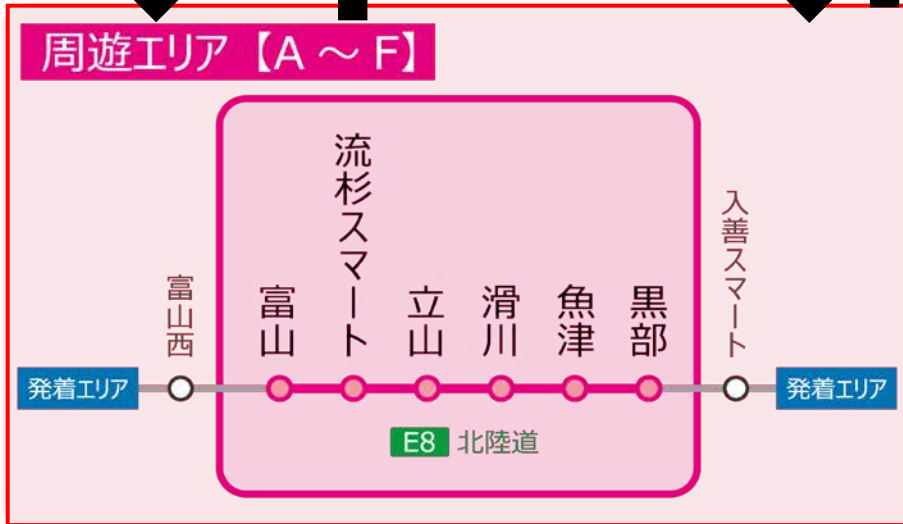 周遊エリア【A ～ F】
発着エリア
富山西
富山
流杉スマート
立山
滑川
魚津
黒部
入善スマート
発着エリア
E8 北陸道